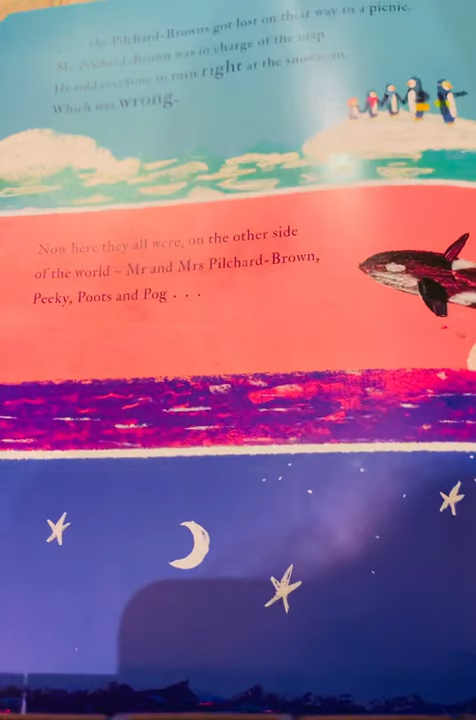 the Pilchard-Browns got lost on their way to a picnic.
Mr Pilchard-Brown was in charge of the map.
He told everyone to turn right at the snowman.
Which was wrong.
Now here they all were, on the other side
of the world – Mr and Mrs Pilchard-Brown,
Peeky, Poots and Pog . . .